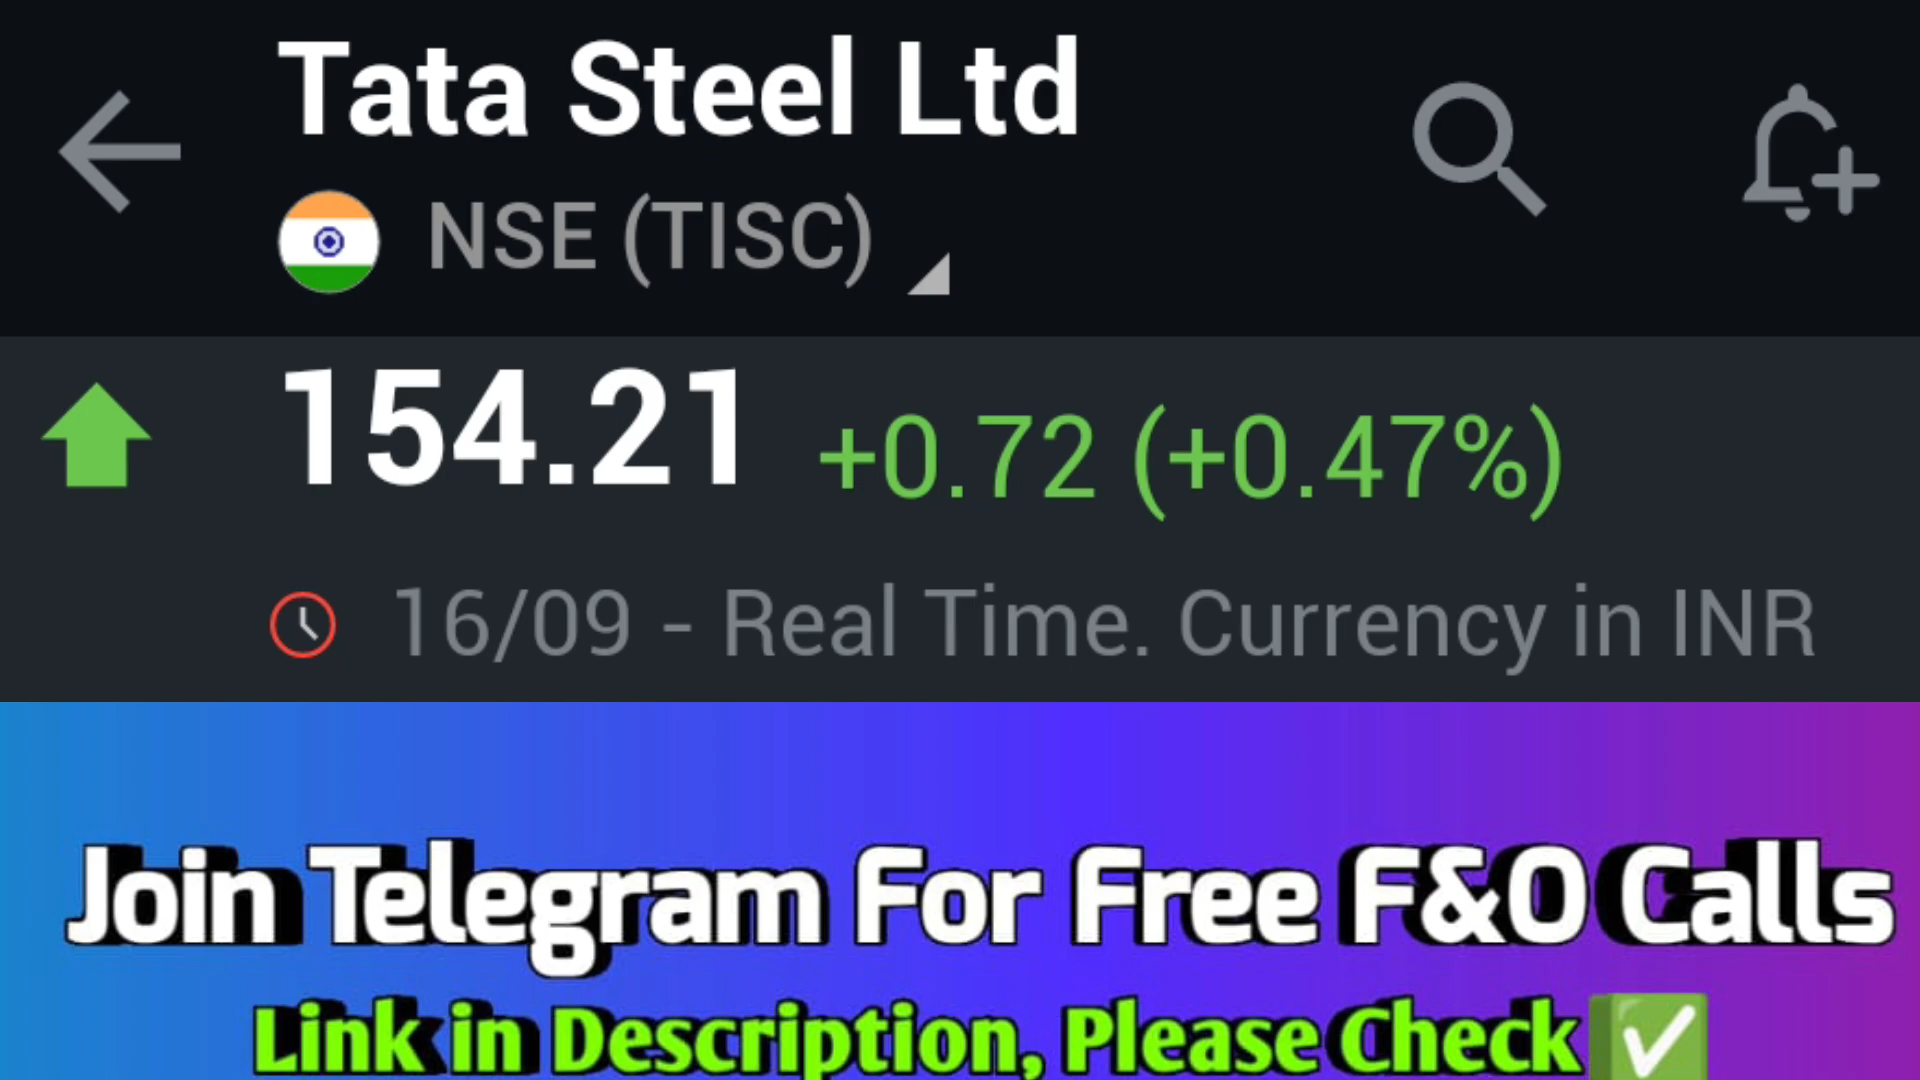 Tata Steel Ltd
NSE (TISC)
154.21 +0.72 (+0.47%)
16/09 - Real Time. Currency in INR
Join Telegram For Free F&O Calls
Link in Description, Please Check ✅